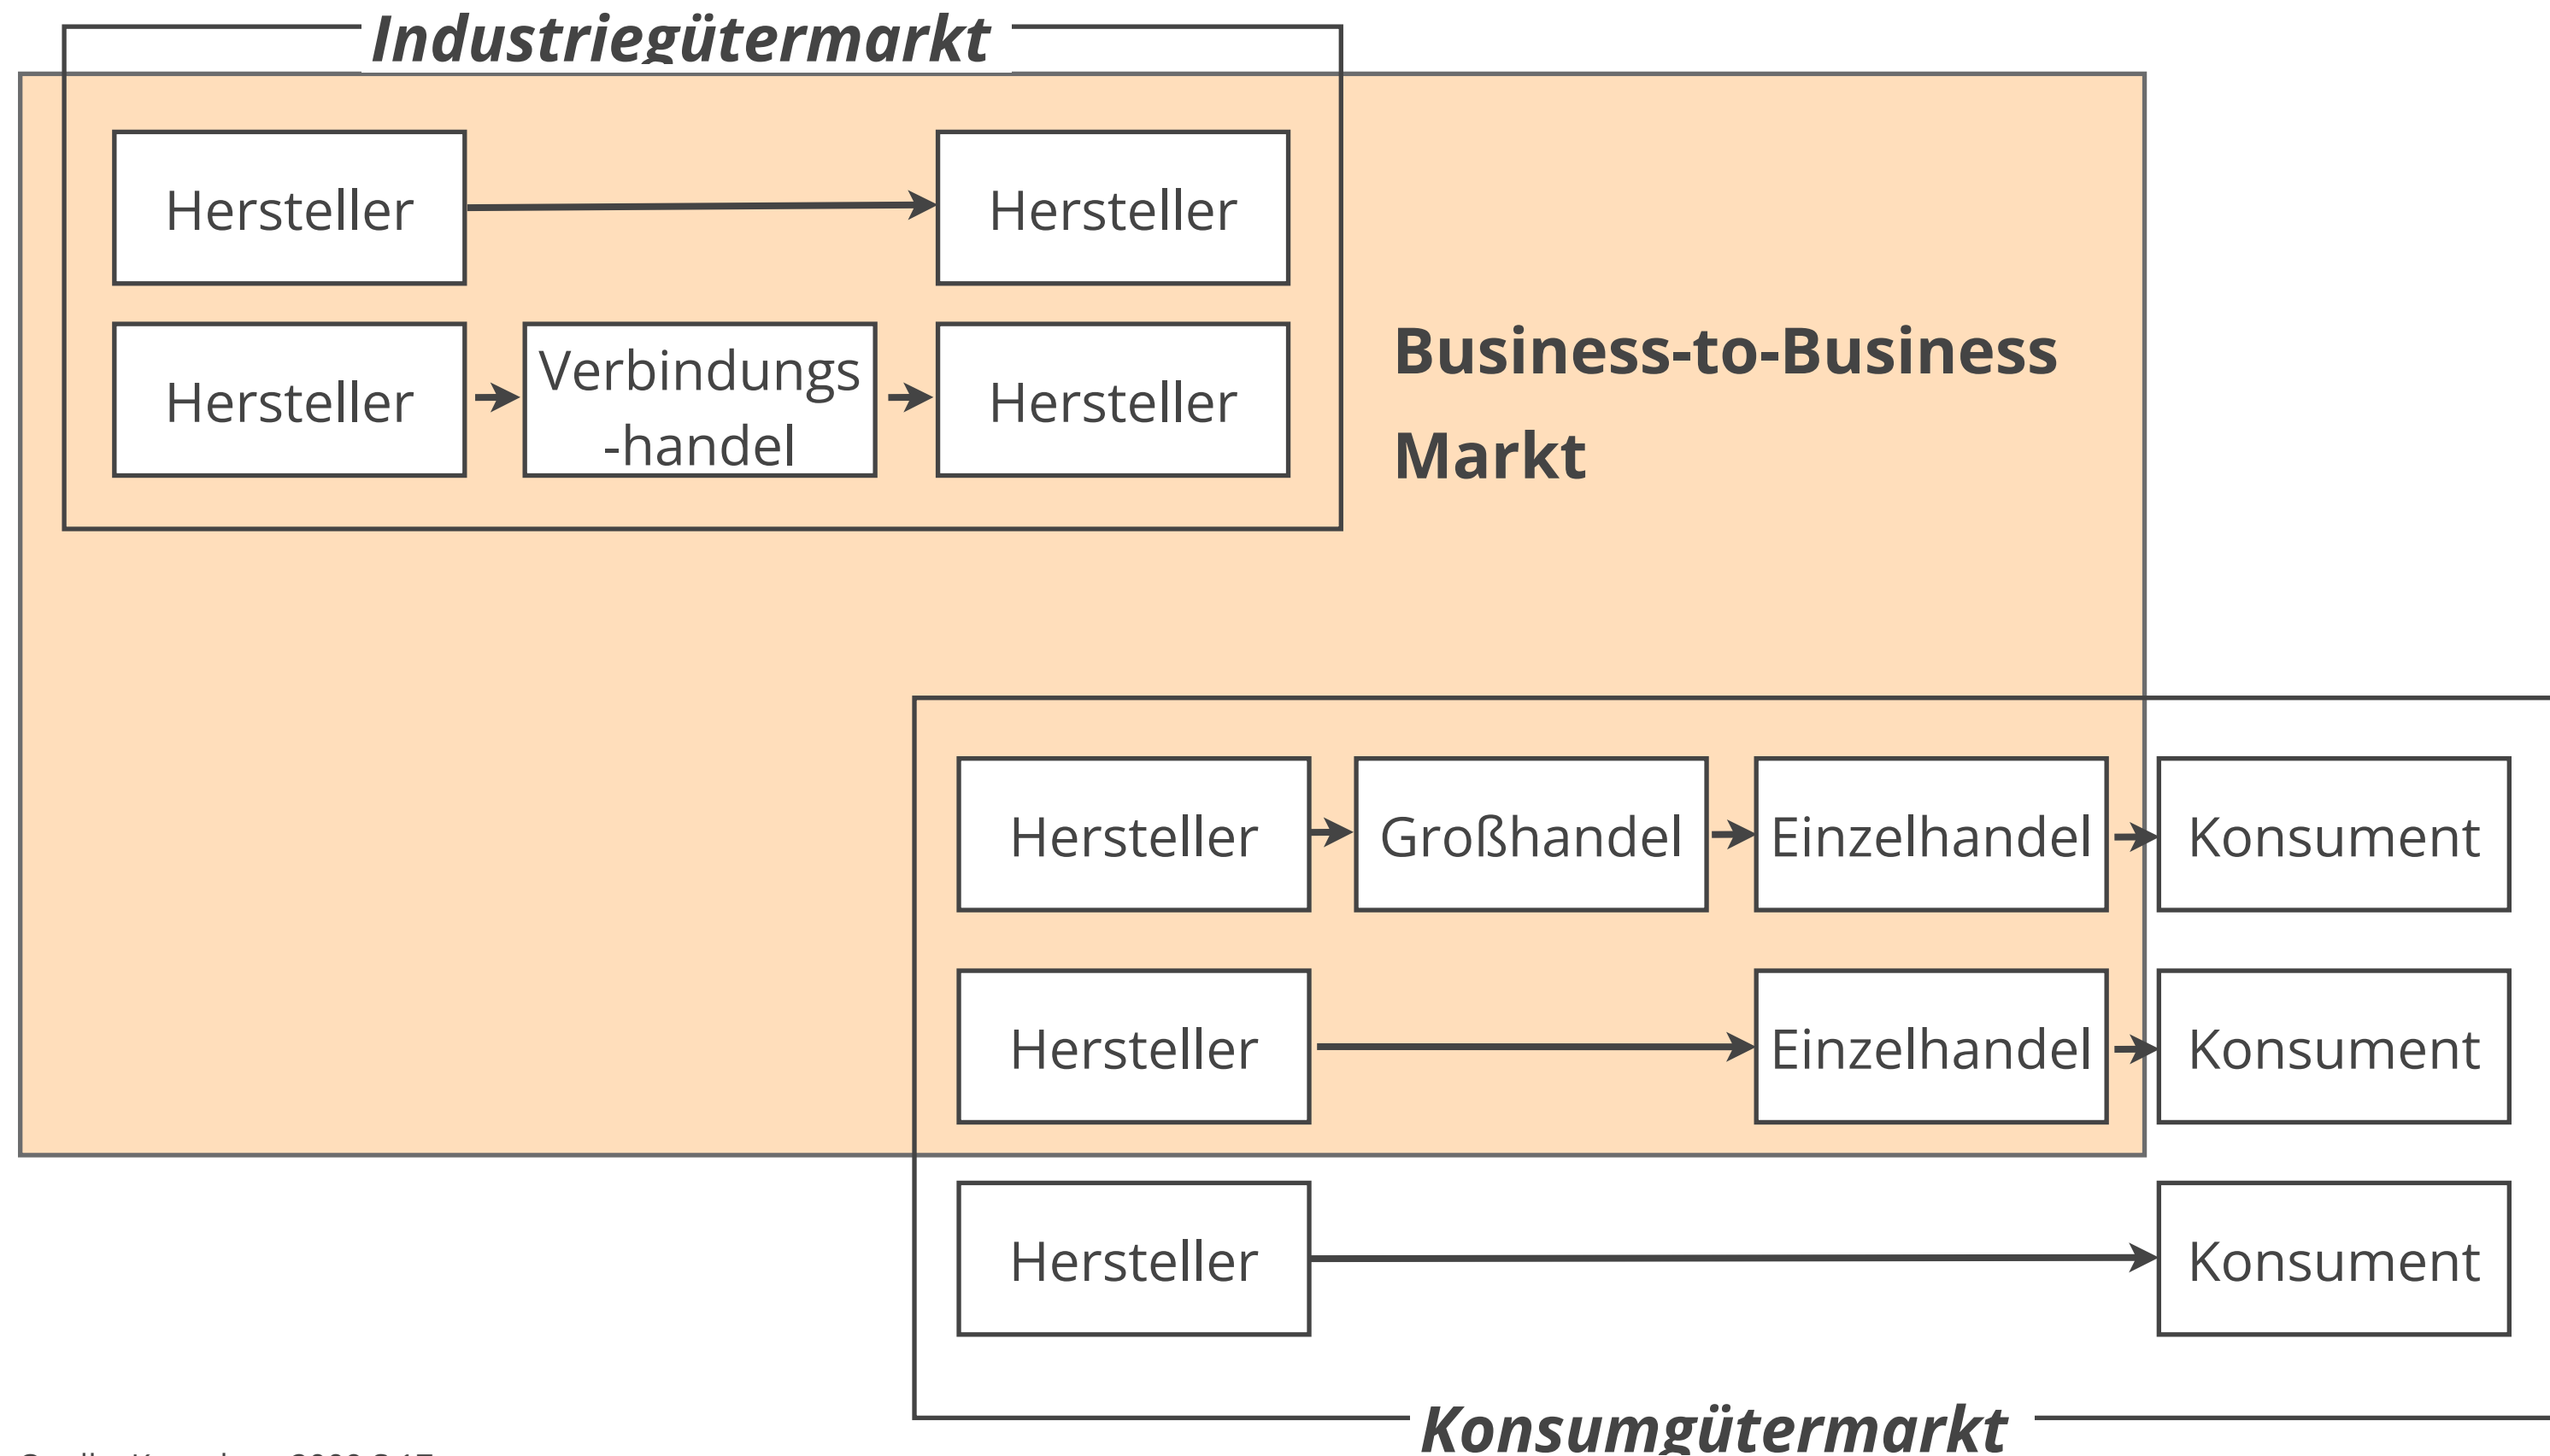 Industriegütermarkt
Hersteller
Hersteller
Hersteller
Verbindungs
-handel
Hersteller
Business-to-Business
Markt
Hersteller
Großhandel
Einzelhandel
Konsument
Hersteller
Einzelhandel
Konsument
Hersteller
Konsument
Konsumgütermarkt